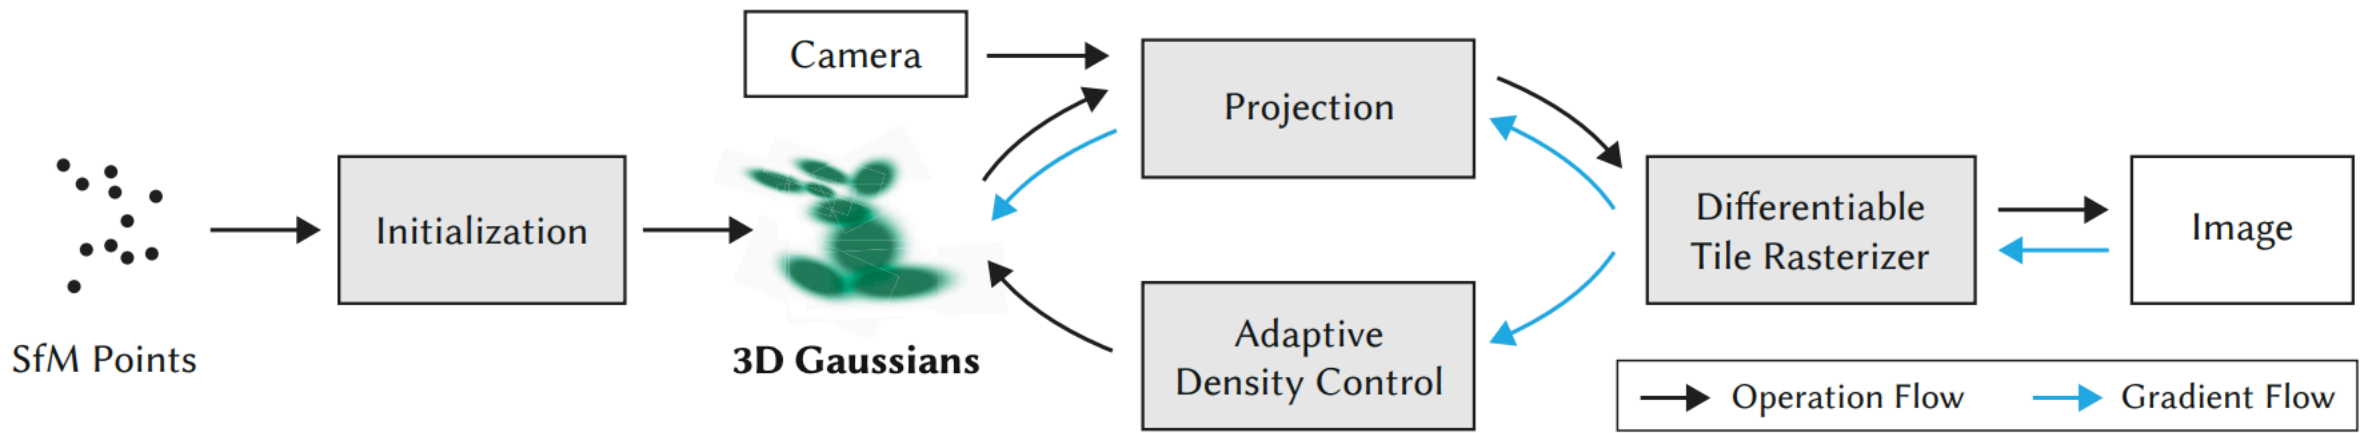 Camera
Projection
Initialization
Differentiable
Tile Rasterizer
Image
SfM Points
3D Gaussians
Adaptive
Density Control
Operation Flow
Gradient Flow